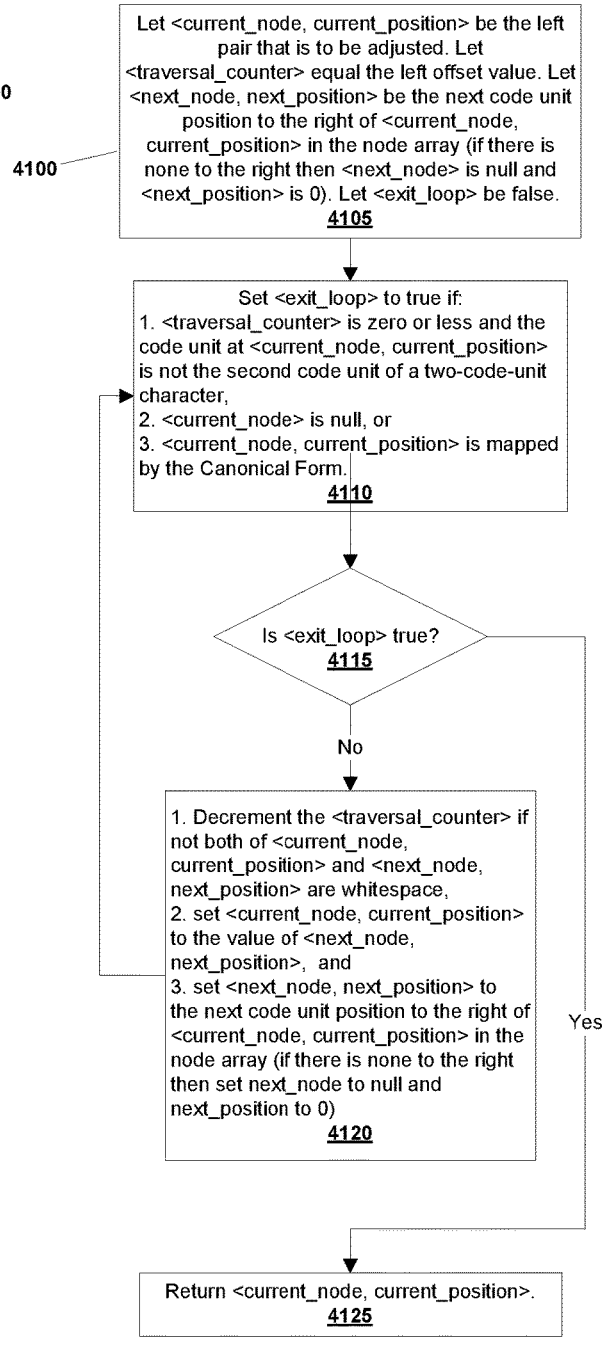 Let <current_node, current_position> be the left
pair that is to be adjusted. Let
<traversal_counter> equal the left offset value. Let
<next_node, next_position> be the next code unit
position to the right of <current_node,
current_position> in the node array (if there is
none to the right then <next_node> is null and
<next_position> is 0). Let <exit_loop> be false.
4105
0
4100
Set <exit_loop> to true if:
1. <traversal_counter> is zero or less and the
code unit at <current_node, current_position>
is not the second code unit of a two-code-unit
character,
2. <current_node> is null, or
3. <current_node, current_position> is mapped
by the Canonical Form.
4110
Is <exit_loop> true?
4115
No
1. Decrement the <traversal_counter> if
not both of <current_node,
current_position> and <next_node,
next_position> are whitespace,
2. set <current_node, current_position>
to the value of <next_node,
next_position>, and
3. set <next_node, next_position> to
the next code unit position to the right of
<current_node, current_position> in the
node array (if there is none to the right
then set next_node to null and
next_position to 0)
4120
Yes
Return <current_node, current_position>.
4125